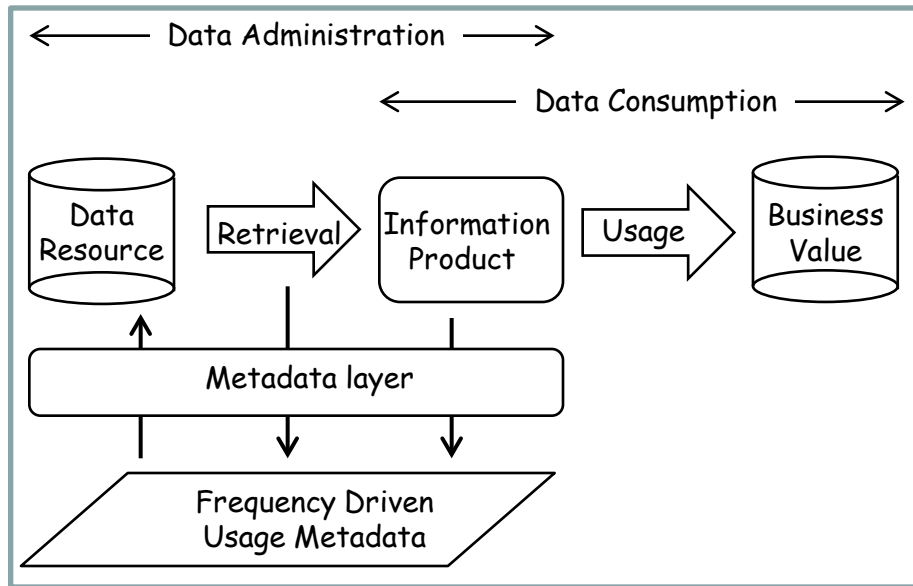 Data Administration
Data Consumption
Data
Resource
Retrieval
Information
Product
Usage
Business
Value
Metadata layer
Frequency Driven
Usage Metadata